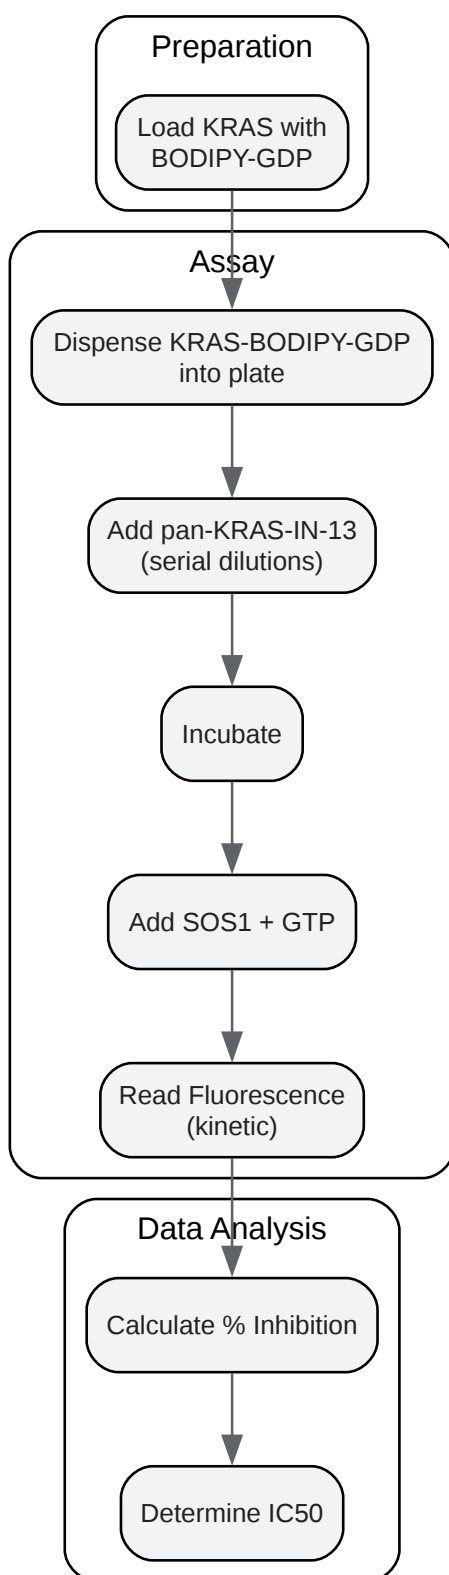 Preparation
Load KRAS with
BODIPY-GDP
Assay
Dispense KRAS-BODIPY-GDP
into plate
Add pan-KRAS-IN-13
(serial dilutions)
Incubate
Add SOS1 + GTP
Read Fluorescence
(kinetic)
Data Analysis
Calculate % Inhibition
Determine IC50